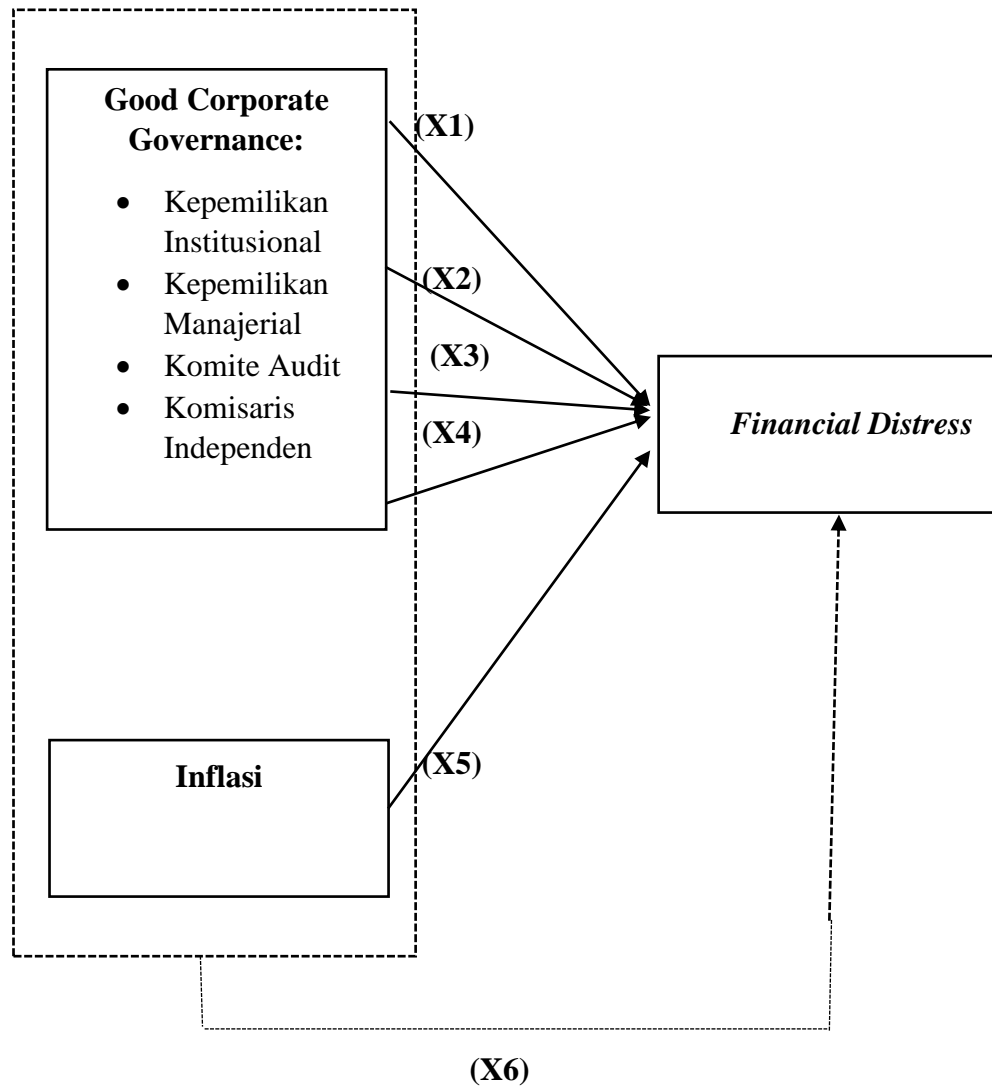 Good Corporate
Governance:
• Kepemilikan
Institusional
• Kepemilikan
Manajerial
• Komite Audit
• Komisaris
Independen
(X1)
(X2)
(X3)
(X4)
Financial Distress
Inflasi
(X5)
(X6)